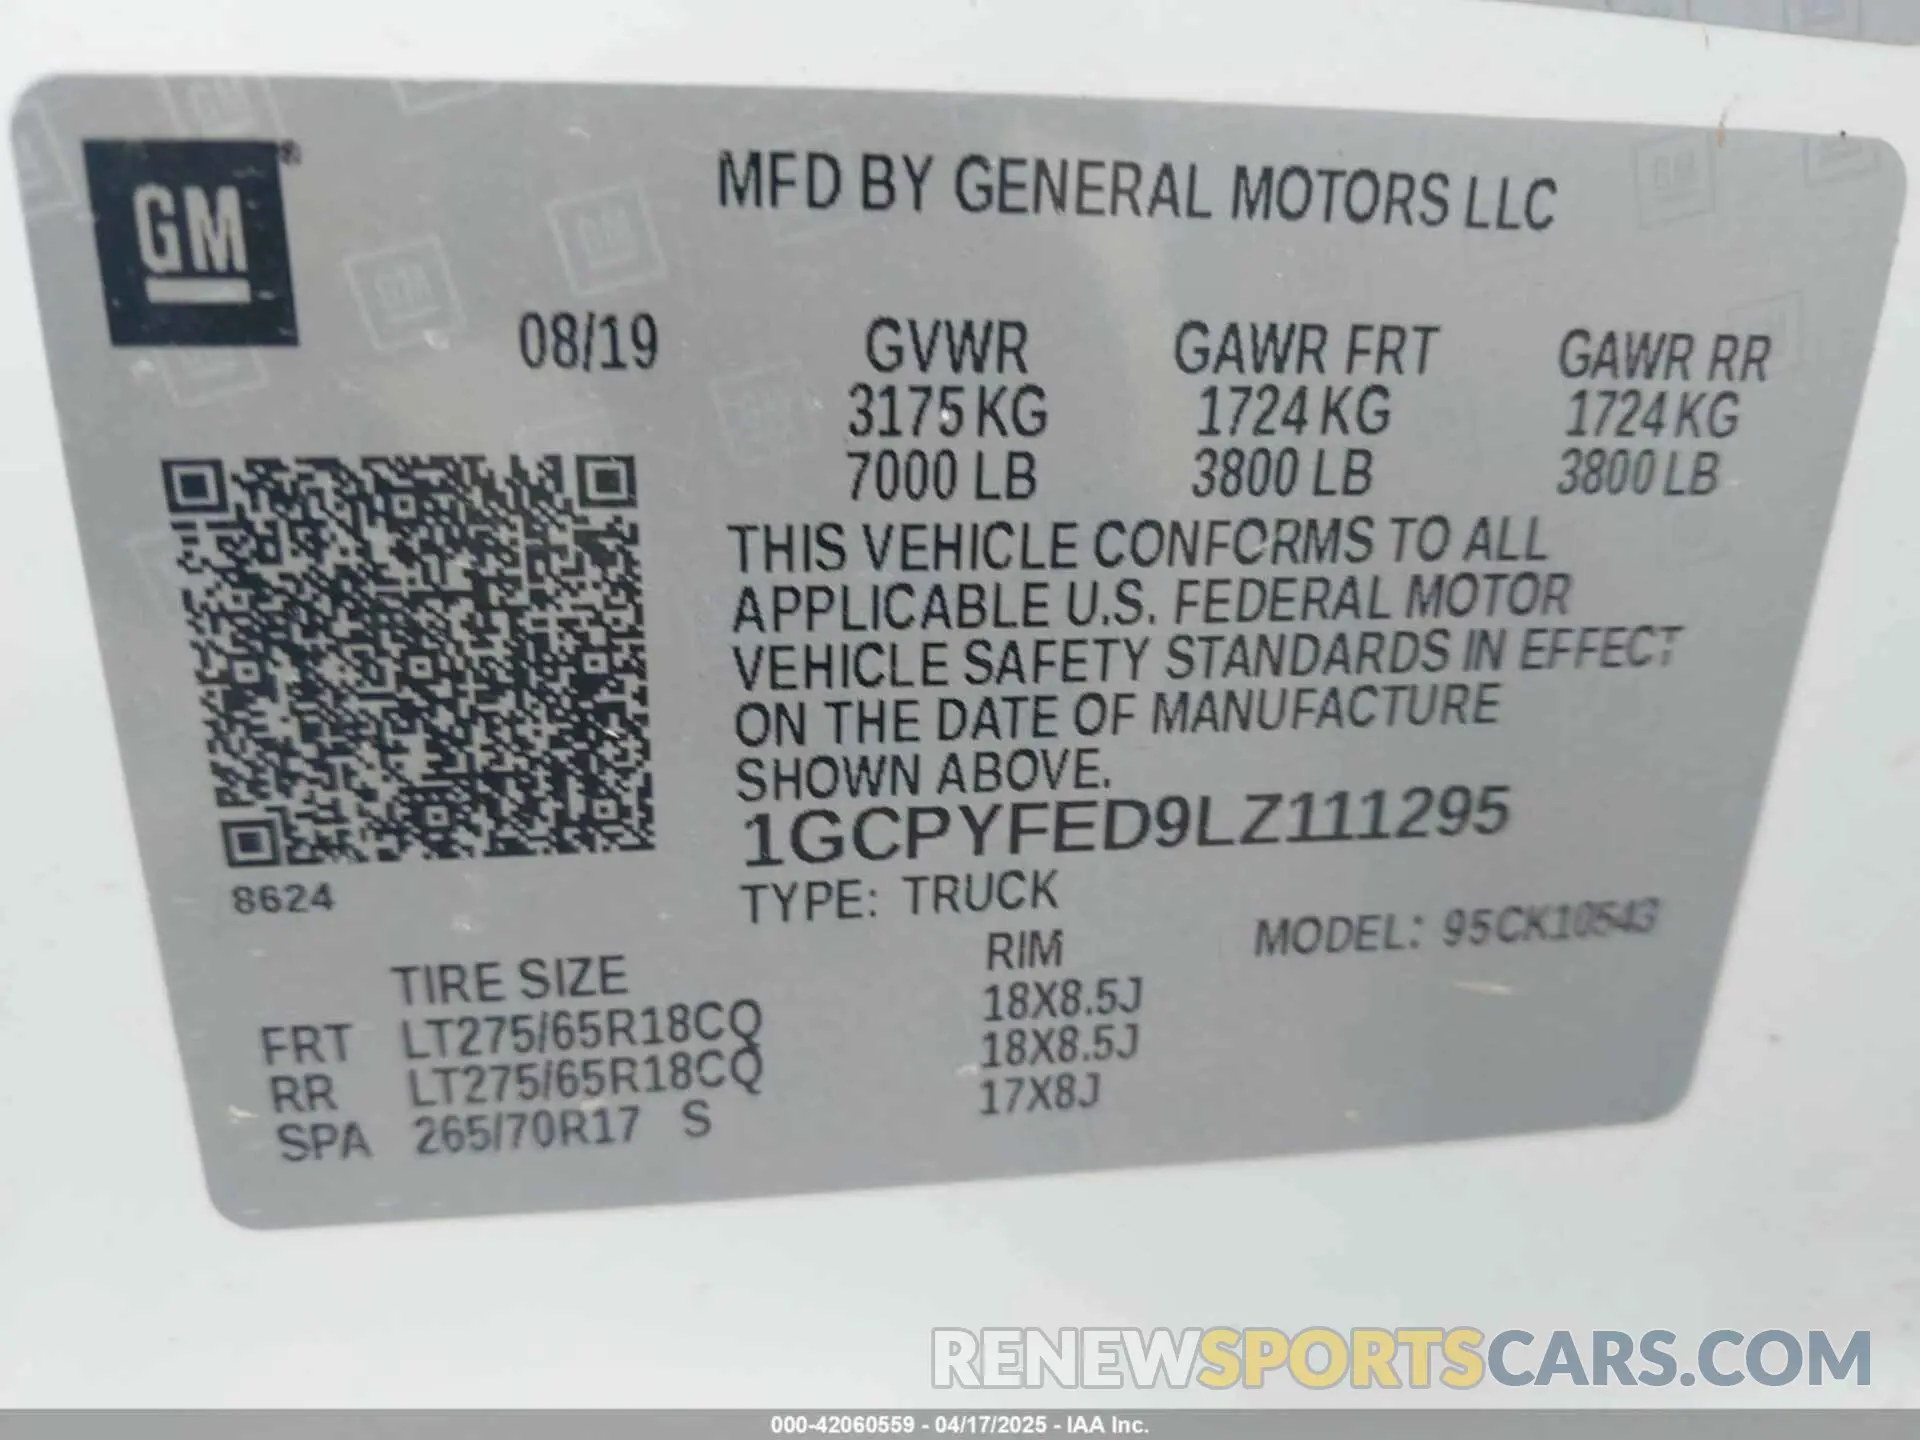 GM®
MFD BY GENERAL MOTORS LLC
08/19 GVWR GAWR FRT GAWR RR
3175 KG 1724 KG 1724 KG
7000 LB 3800 LB 3800 LB
THIS VEHICLE CONFORMS TO ALL
APPLICABLE U.S. FEDERAL MOTOR
VEHICLE SAFETY STANDARDS IN EFFECT
ON THE DATE OF MANUFACTURE
SHOWN ABOVE.
1GCPYFED9LZ111295
8624
TYPE: TRUCK
MODEL: 95CK10543
TIRE SIZE RIM
FRT LT275/65R18CQ 18X8.5J
RR LT275/65R18CQ 18X8.5J
SPA 265/70R17 S 17X8J
RENEWSPORTSCARS.COM
000-42060559 - 04/17/2025 - IAA Inc.